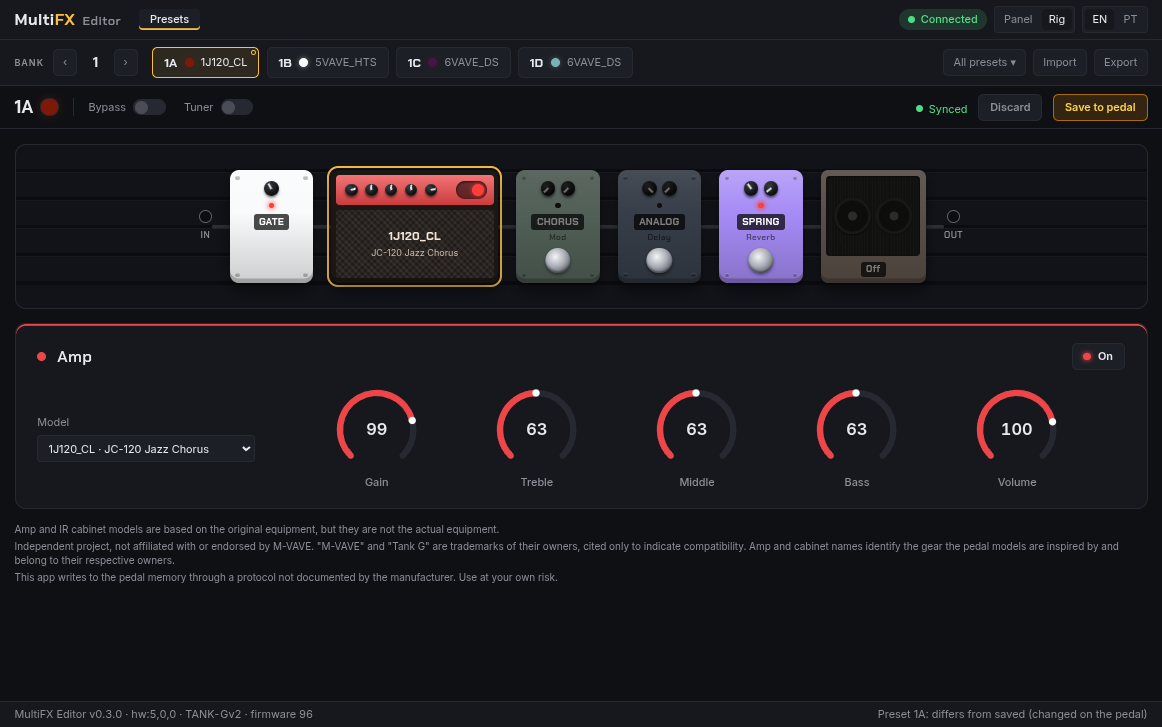 MultiFX Editor Presets Connected Panel Rig EN PT
BANK ‹ 1 › 1A 1J120_CL 1B 5VAVE_HTS 1C 6VAVE_DS 1D 6VAVE_DS All presets ▾ Import Export
1A Bypass Tuner Synced Discard Save to pedal
IN
GATE
1J120_CL
JC-120 Jazz Chorus
CHORUS
Mod
ANALOG
Delay
SPRING
Reverb
Off
OUT
Amp On
Model
1J120_CL · JC-120 Jazz Chorus
99 63 63 63 100
Gain Treble Middle Bass Volume
Amp and IR cabinet models are based on the original equipment, but they are not the actual equipment.
Independent project, not affiliated with or endorsed by M-VAVE. "M-VAVE" and "Tank G" are trademarks of their owners, cited only to indicate compatibility. Amp and cabinet names identify the gear the pedal models are inspired by and
belong to their respective owners.
This app writes to the pedal memory through a protocol not documented by the manufacturer. Use at your own risk.
MultiFX Editor v0.3.0 · hw:5,0,0 · TANK-Gv2 · firmware 96 Preset 1A: differs from saved (changed on the pedal)